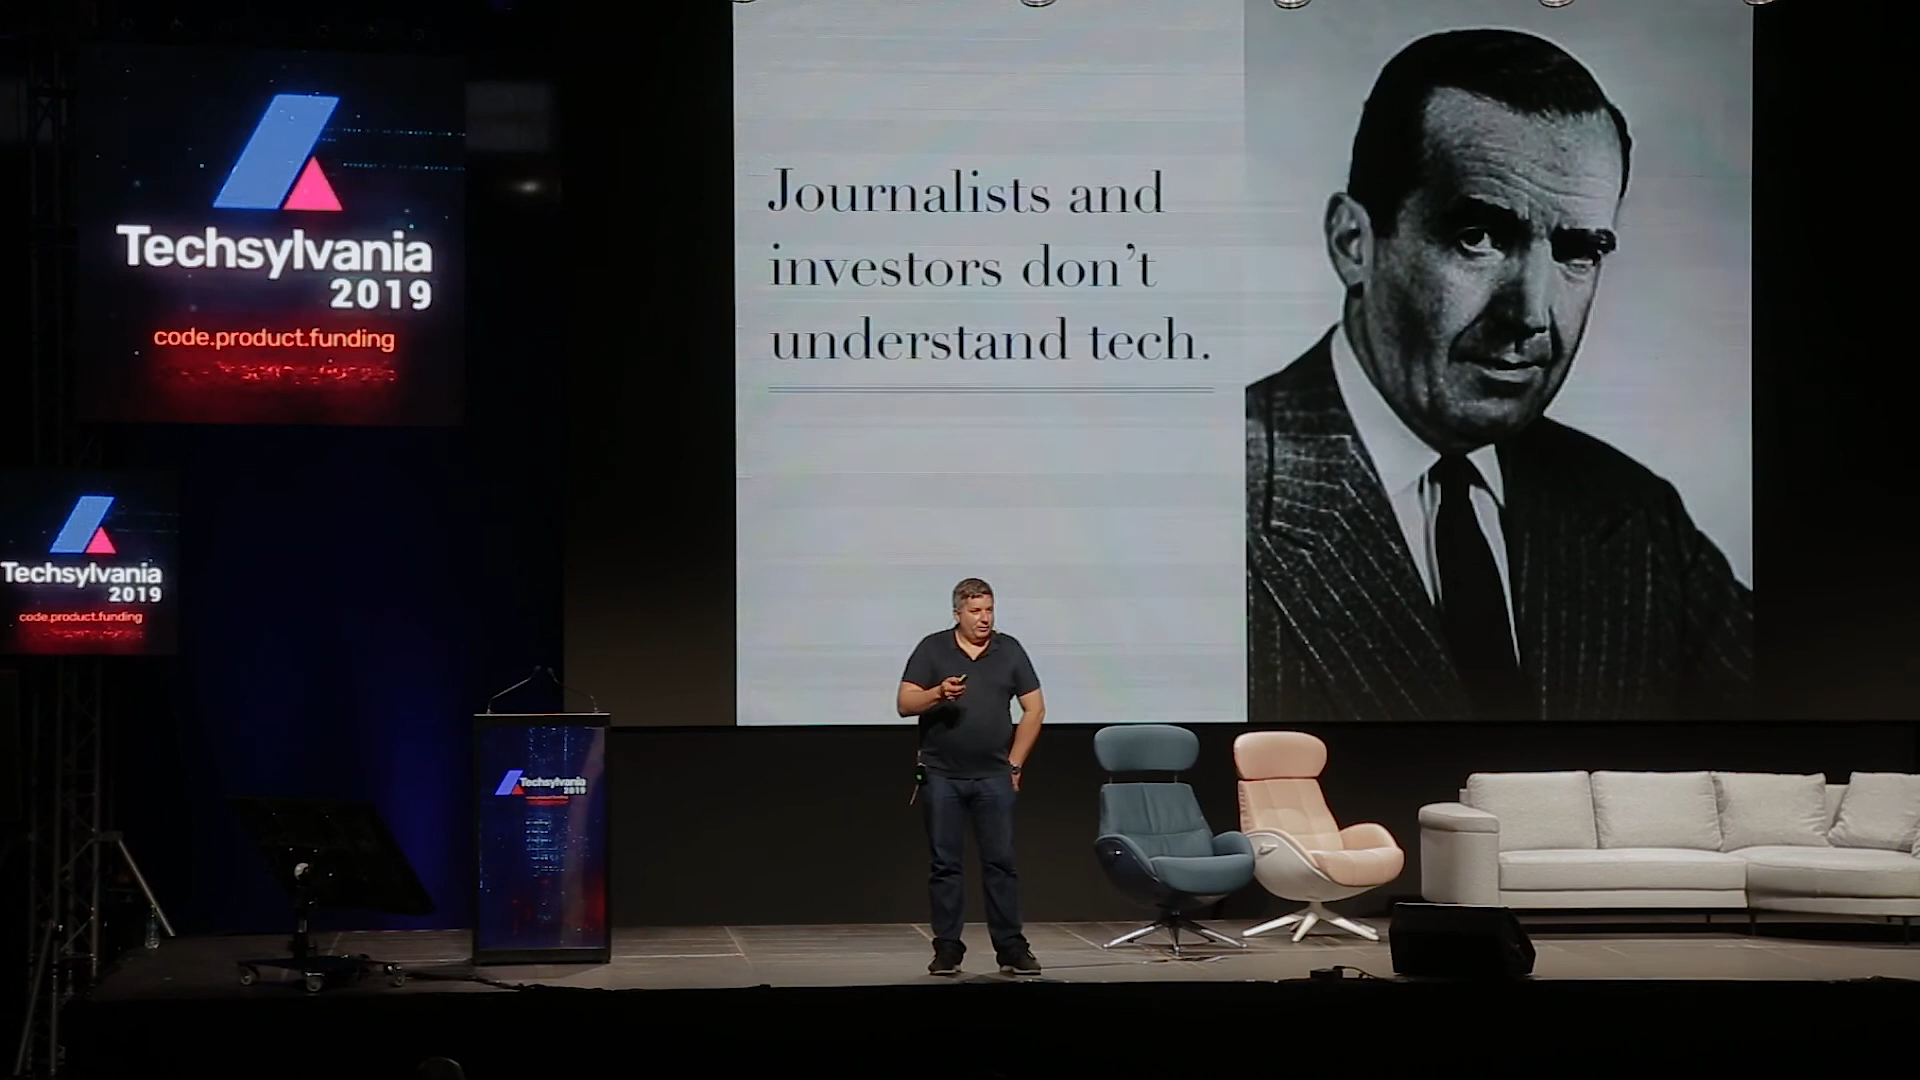 Techsylvania
2019
code.product.funding
Journalists and
investors don’t
understand tech.
Techsylvania
2019
code.product.funding
Techsylvania
2019